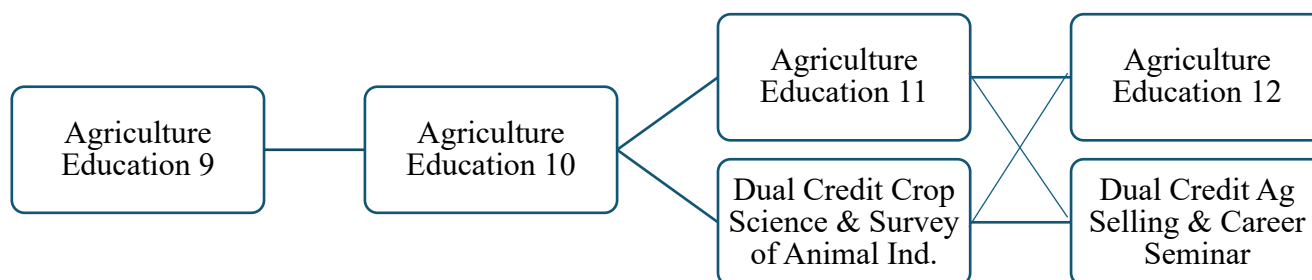 Agriculture
Education 9
Agriculture
Education 10
Agriculture
Education 11
Dual Credit Crop
Science & Survey
of Animal Ind.
Agriculture
Education 12
Dual Credit Ag
Selling & Career
Seminar